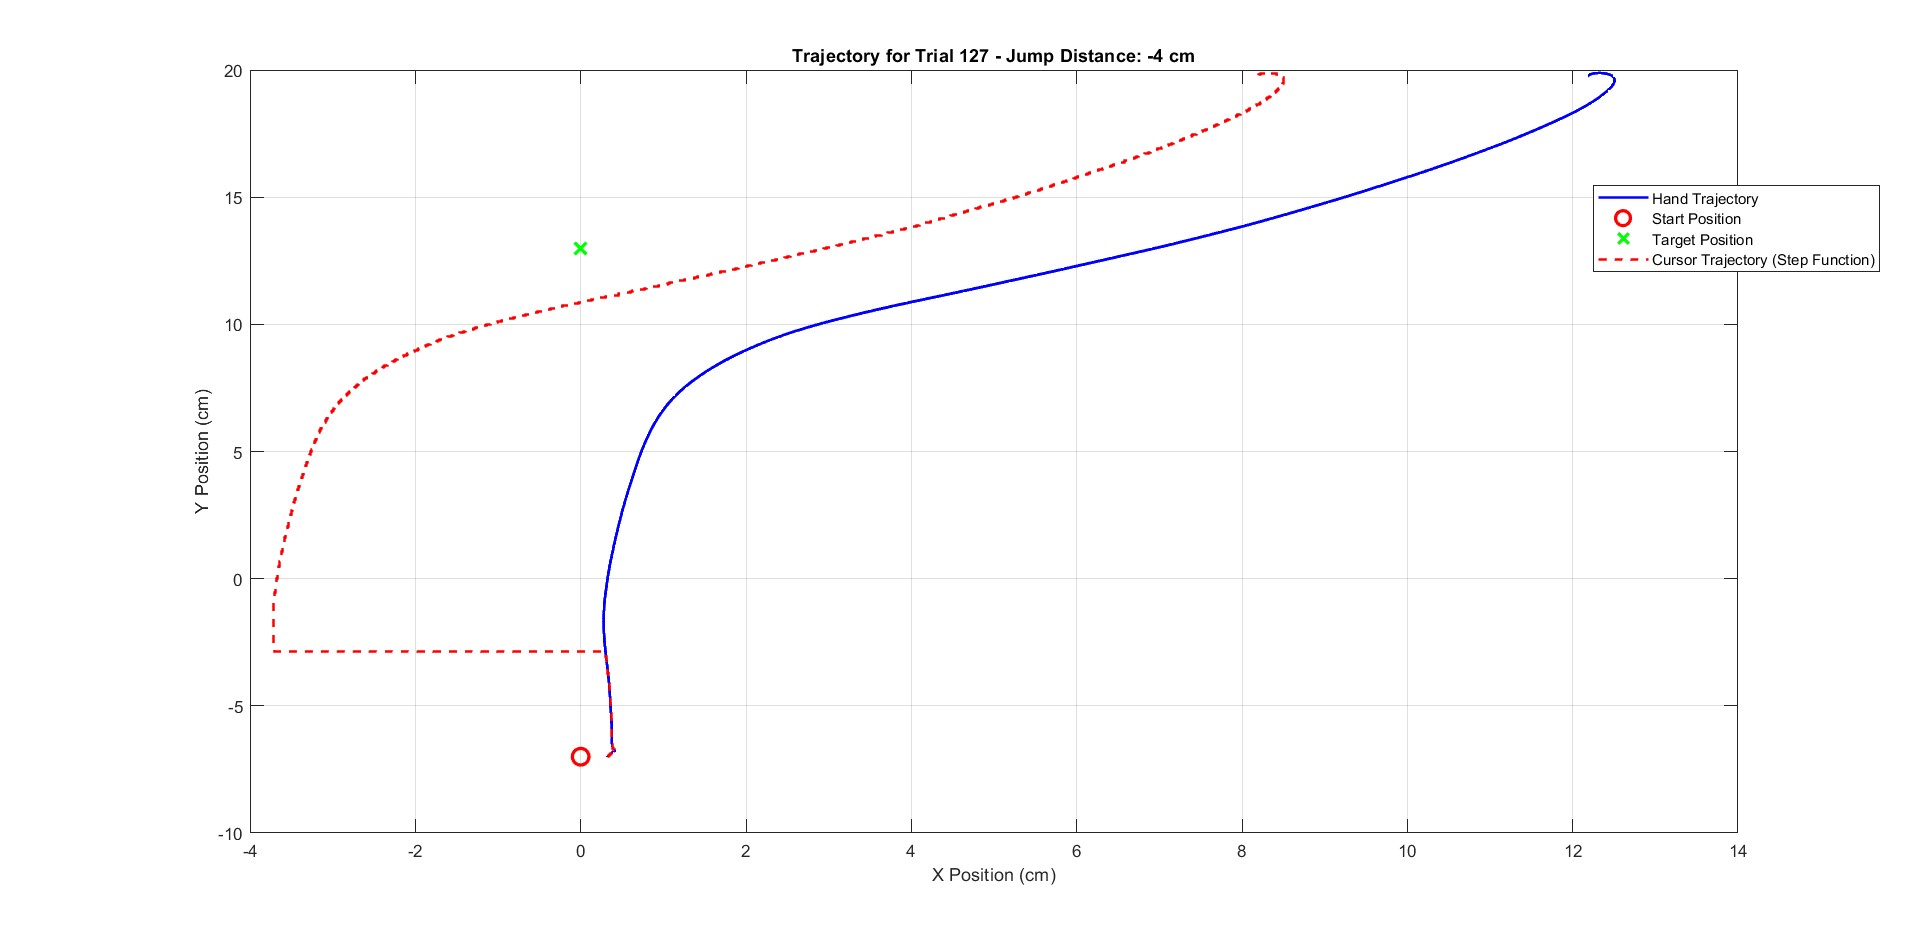 Trajectory for Trial 127 - Jump Distance: -4 cm
20
15
10
5
0
-5
-10
Y Position (cm)
-4 -2 0 2 4 6 8 10 12 14
X Position (cm)
Hand Trajectory
Start Position
Target Position
Cursor Trajectory (Step Function)